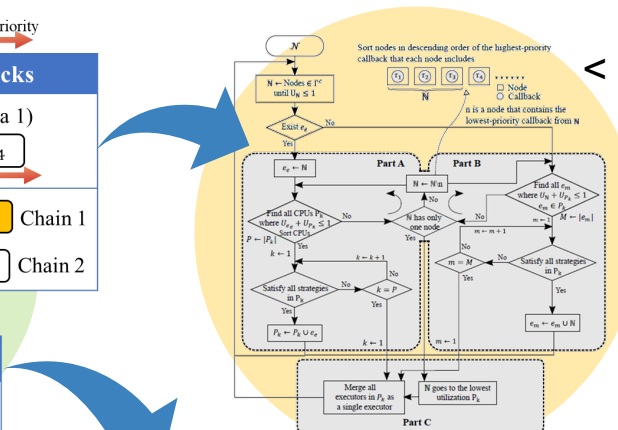 riority
cks
a 1)
4
Chain 1
Chain 2
𝒩
Sort nodes in descending order of the highest-priority
callback that each node includes
τ₁ τ₂ τ₃ τ₄ ......
ℕ
□ Node
○ Callback
n is a node that contains the
lowest-priority callback from ℕ
<
ℕ ← Nodes ∈ Γᶜ
until Uℕ ≤ 1
Exist eₑ
No
Yes
eₑ ← ℕ
Part A
Part B
ℕ ← ℕ\n
Find all CPUs Pₖ
where Uₑₑ + Uₚₖ ≤ 1
Sort CPUs
P ← |Pₖ|
No
Yes
k ← 1
No
ℕ has only
one node
Yes
No
Find all eₘ
where Uℕ + Uₚₖ ≤ 1
eₘ ∈ Pₖ
M ← |eₘ|
m ← 1
m ← m + 1
k ← k + 1
Satisfy all strategies
in Pₖ
No
Yes
k = P
No
Yes
m = M
No
Yes
Satisfy all strategies
in Pₖ
No
Yes
Pₖ ← Pₖ ∪ eₑ
eₘ ← eₘ ∪ ℕ
k ← 1
m ← 1
Merge all
executors in Pₖ as
a single executor
ℕ goes to the lowest
utilization Pₖ
Part C